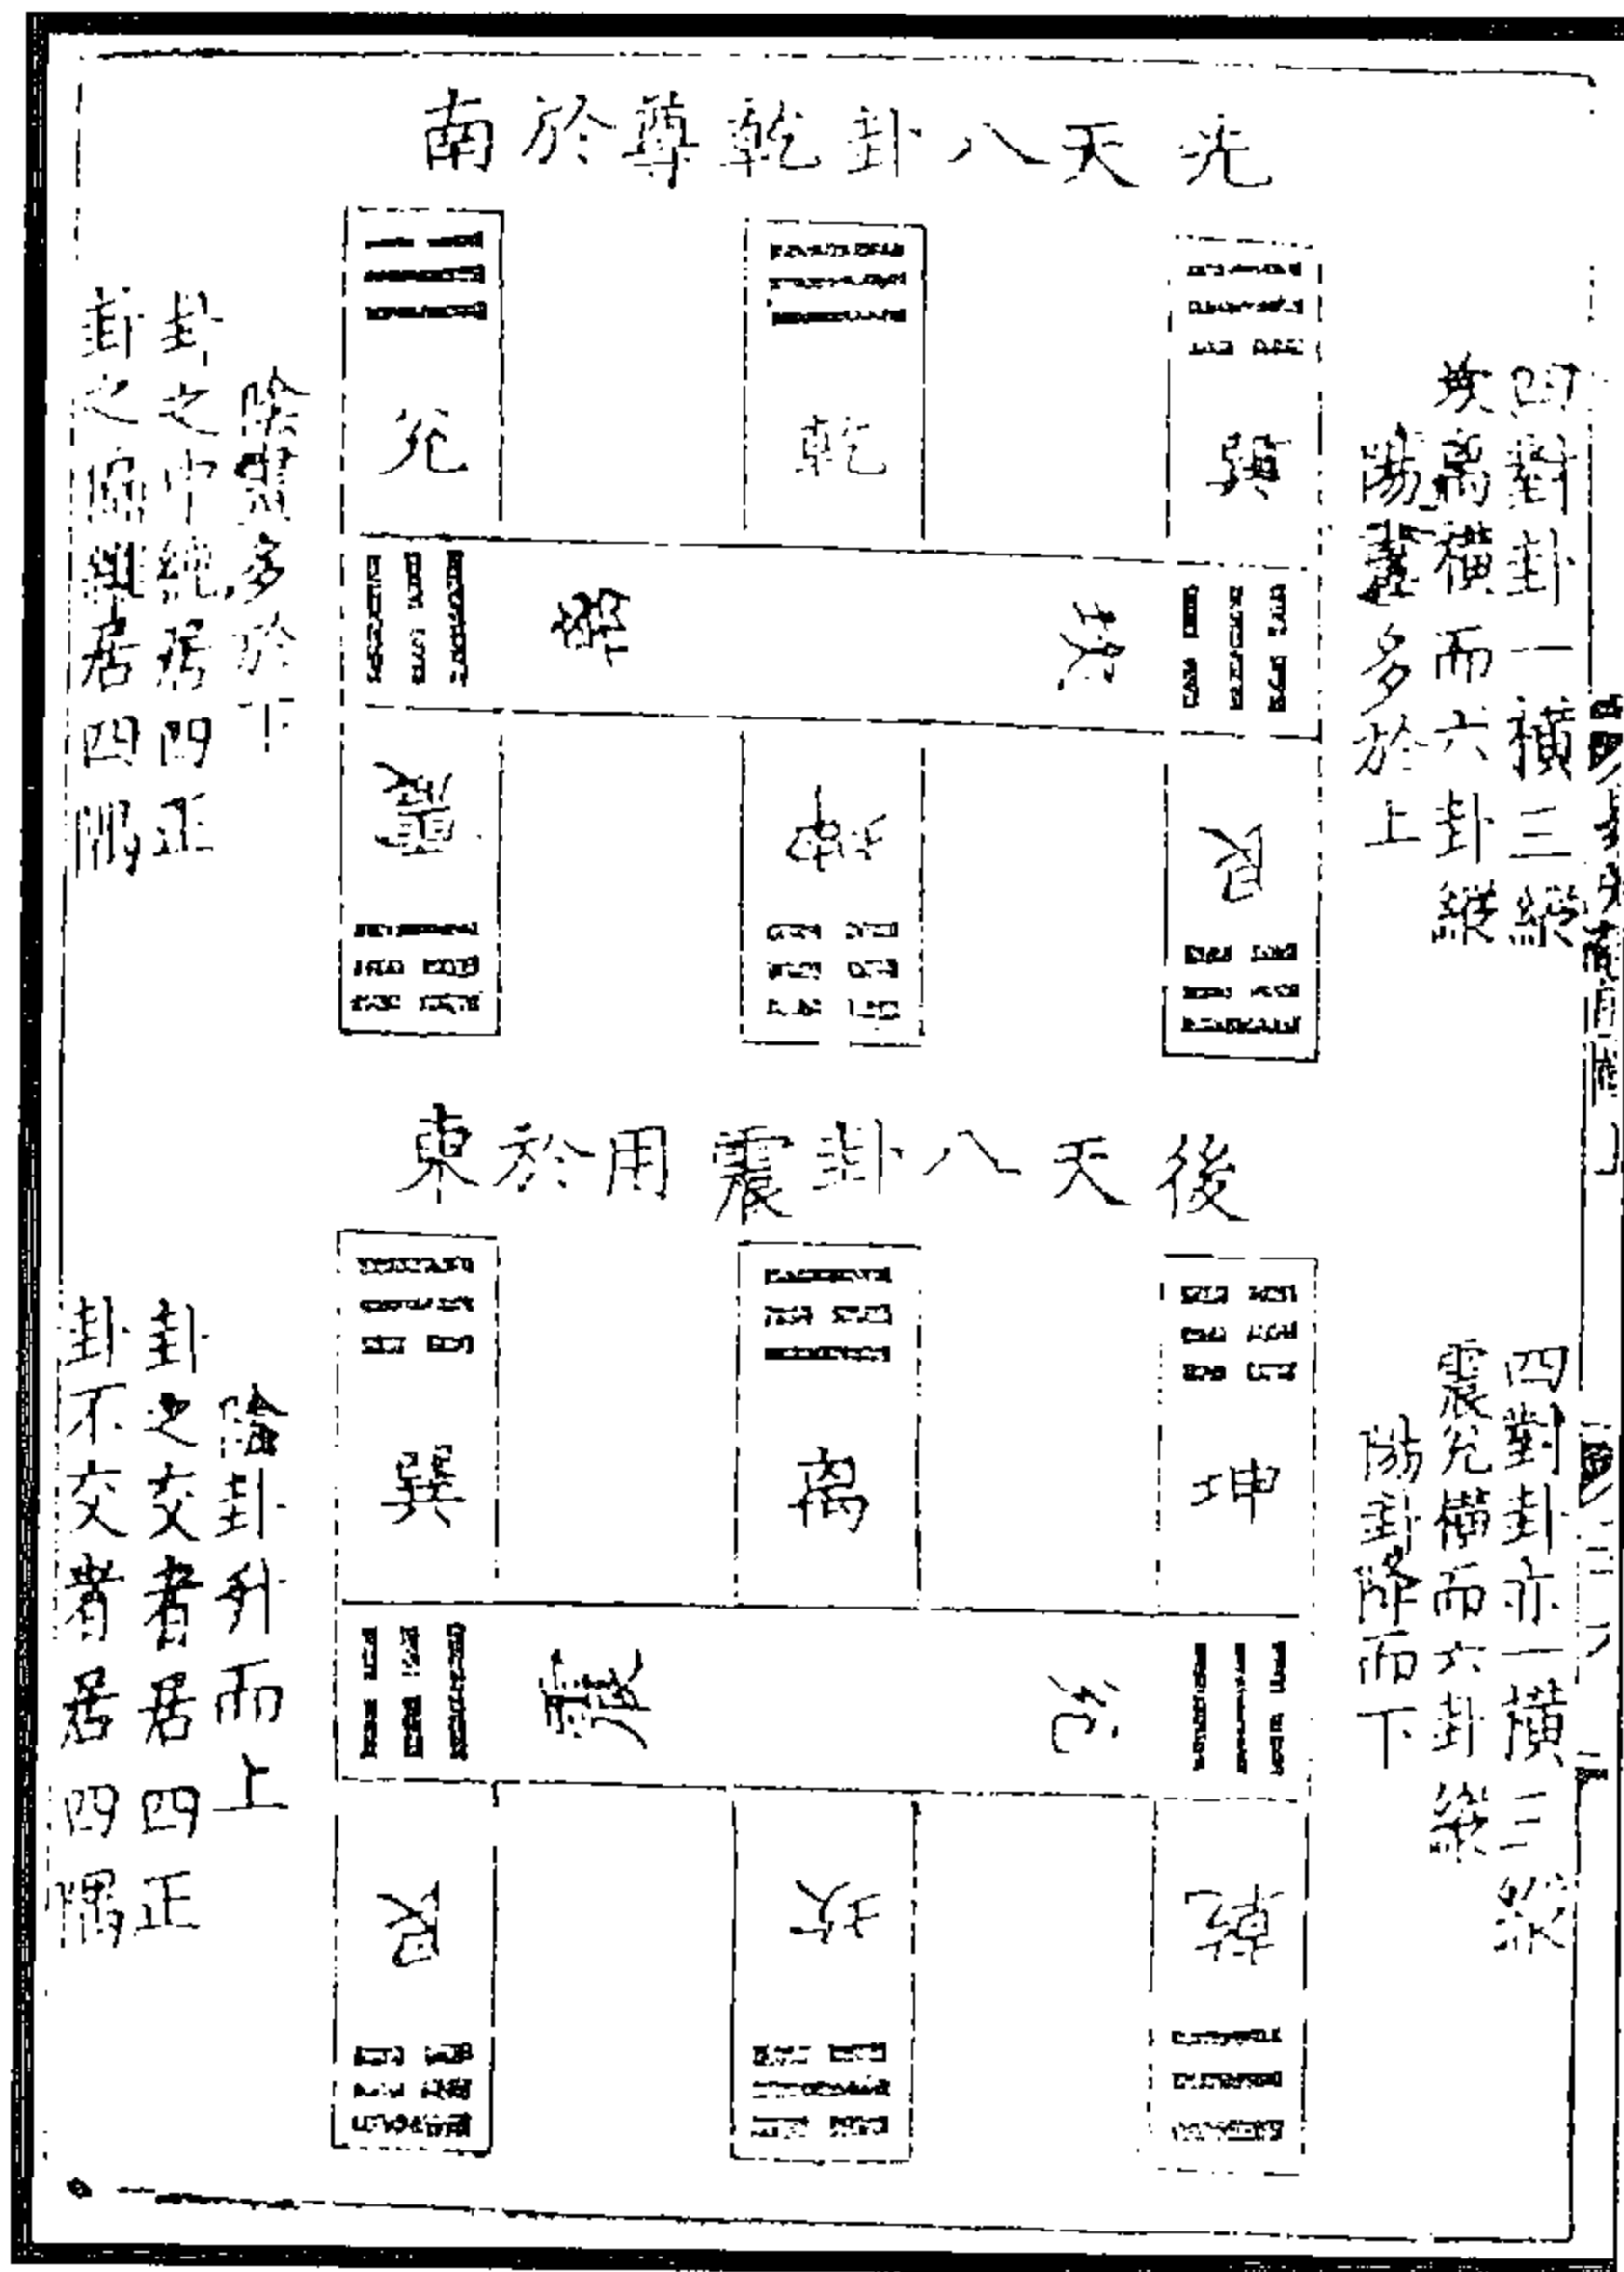 先天八卦乾尊於南
四對卦一橫三縱
坎离橫而六卦縱
陽畫多於上
巽
乾
兌
坎
離
艮
坤
震
陰畫多於下
卦之中純居四正
卦之偏雜居四隅
後天八卦震用於東
四對卦亦一橫三縱
震兌橫而六卦縱
陽卦降而下
坤
离
巽
兌
震
乾
坎
艮
陰卦升而上
卦之交者居四正
卦不交者居四隅